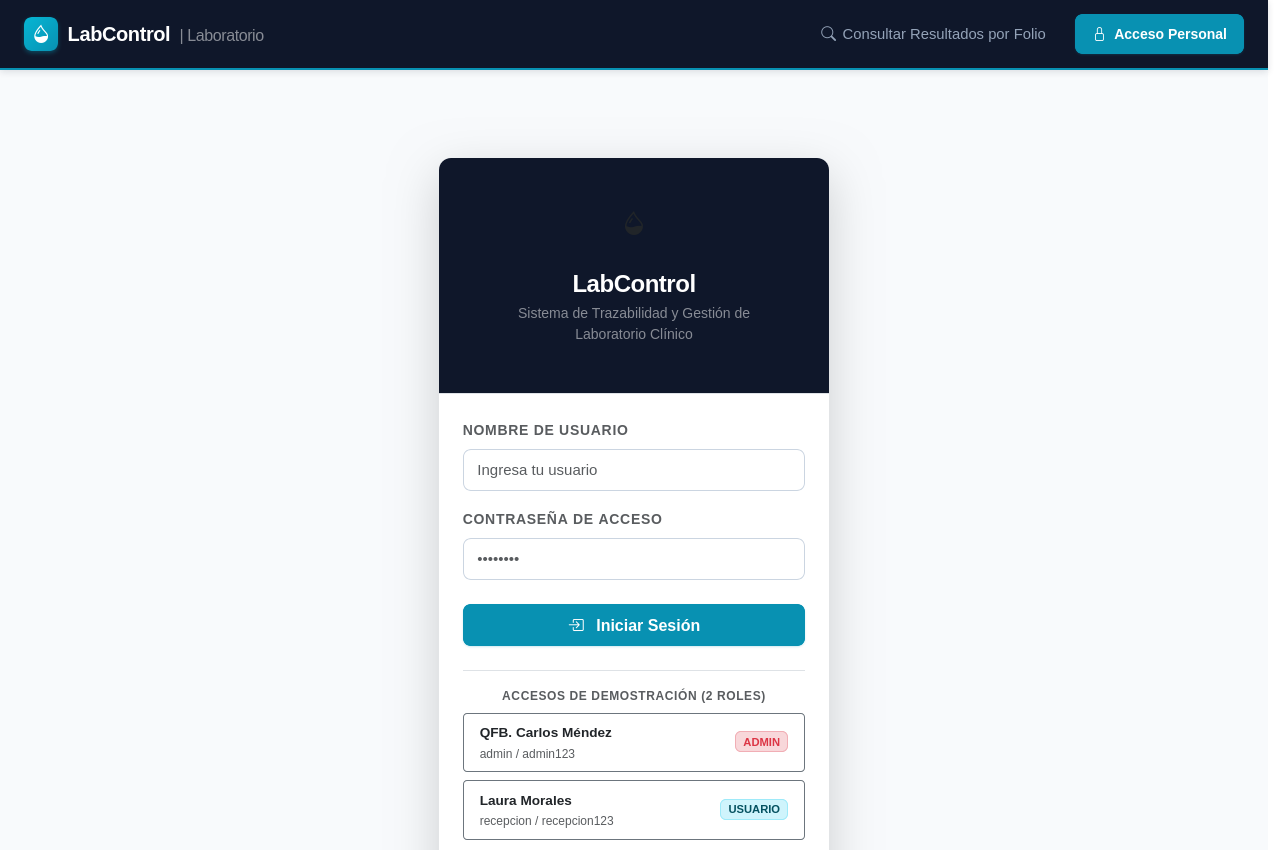 LabControl | Laboratorio
Consultar Resultados por Folio
Acceso Personal
LabControl
Sistema de Trazabilidad y Gestión de
Laboratorio Clínico
NOMBRE DE USUARIO
Ingresa tu usuario
CONTRASEÑA DE ACCESO
••••••••
Iniciar Sesión
ACCESOS DE DEMOSTRACIÓN (2 ROLES)
QFB. Carlos Méndez
admin / admin123
ADMIN
Laura Morales
recepcion / recepcion123
USUARIO